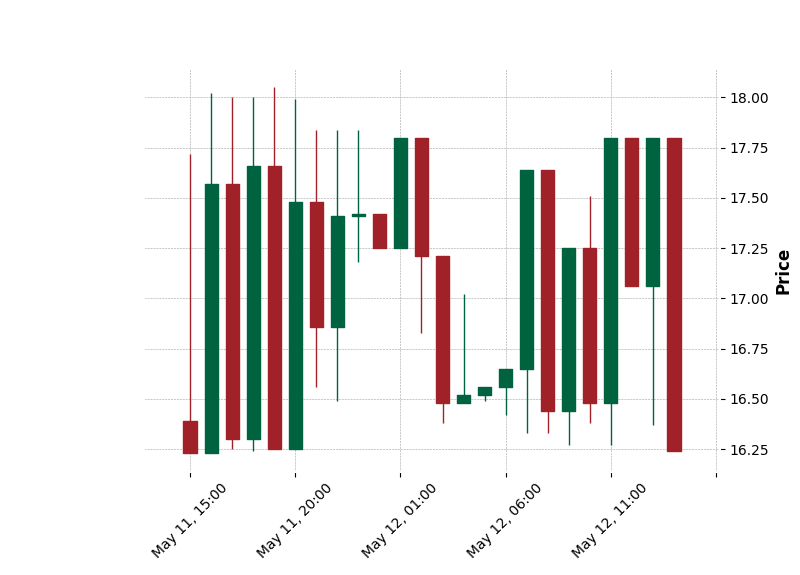 18.00
17.75
17.50
17.25
17.00
16.75
16.50
16.25
Price
May 11, 15:00
May 11, 20:00
May 12, 01:00
May 12, 06:00
May 12, 11:00